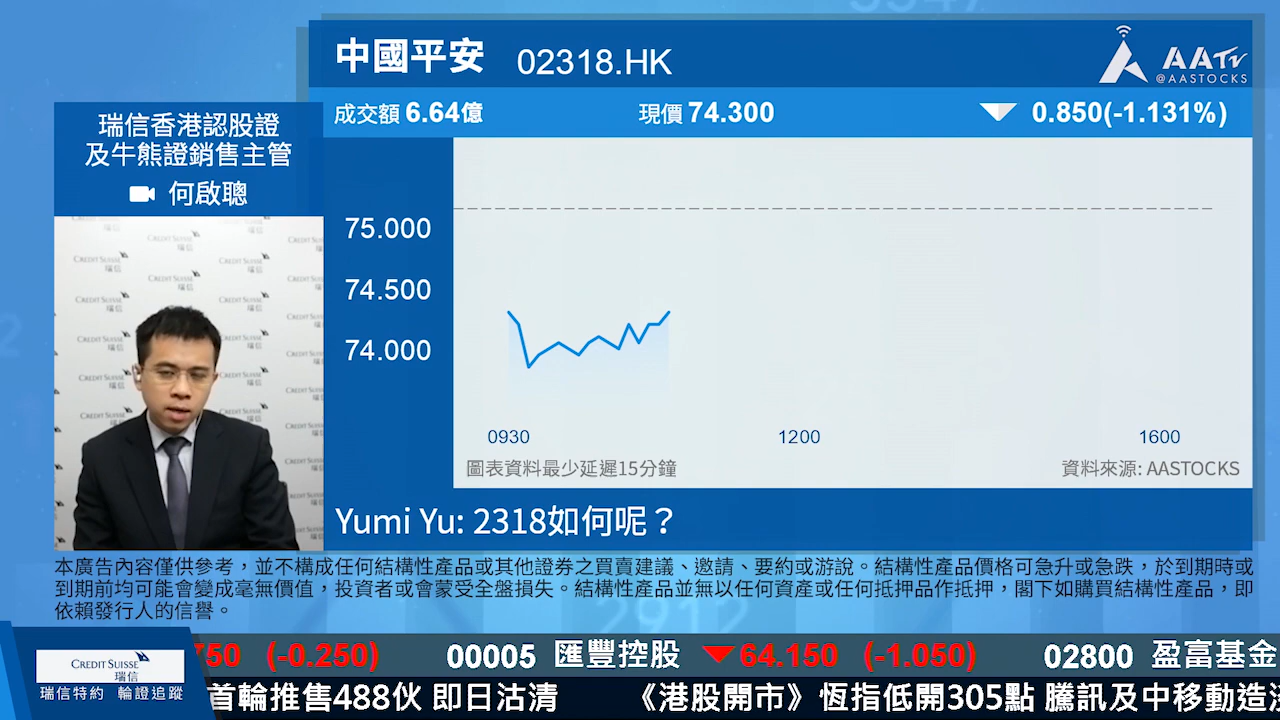 中國平安 02318.HK
AATV
@AASTOCKS
成交額 6.64億 現價 74.300 0.850(-1.131%)
瑞信香港認股證
及牛熊證銷售主管
何啟聰
75.000
74.500
74.000
0930 1200 1600
圖表資料最少延遲15分鐘 資料來源: AASTOCKS
Yumi Yu: 2318如何呢？
本廣告內容僅供參考，並不構成任何結構性產品或其他證券之買賣建議、邀請、要約或游說。結構性產品價格可急升或急跌，於到期時或
到期前均可能會變成毫無價值，投資者或會蒙受全盤損失。結構性產品並無以任何資產或任何抵押品作抵押，閣下如購買結構性產品，即
依賴發行人的信譽。
CREDIT SUISSE
瑞信
瑞信特約 輪證追蹤
750 (-0.250) 00005 匯豐控股 64.150 (-1.050) 02800 盈富基金
首輪推售488伙 即日沽清 《港股開市》恆指低開305點 騰訊及中移動造